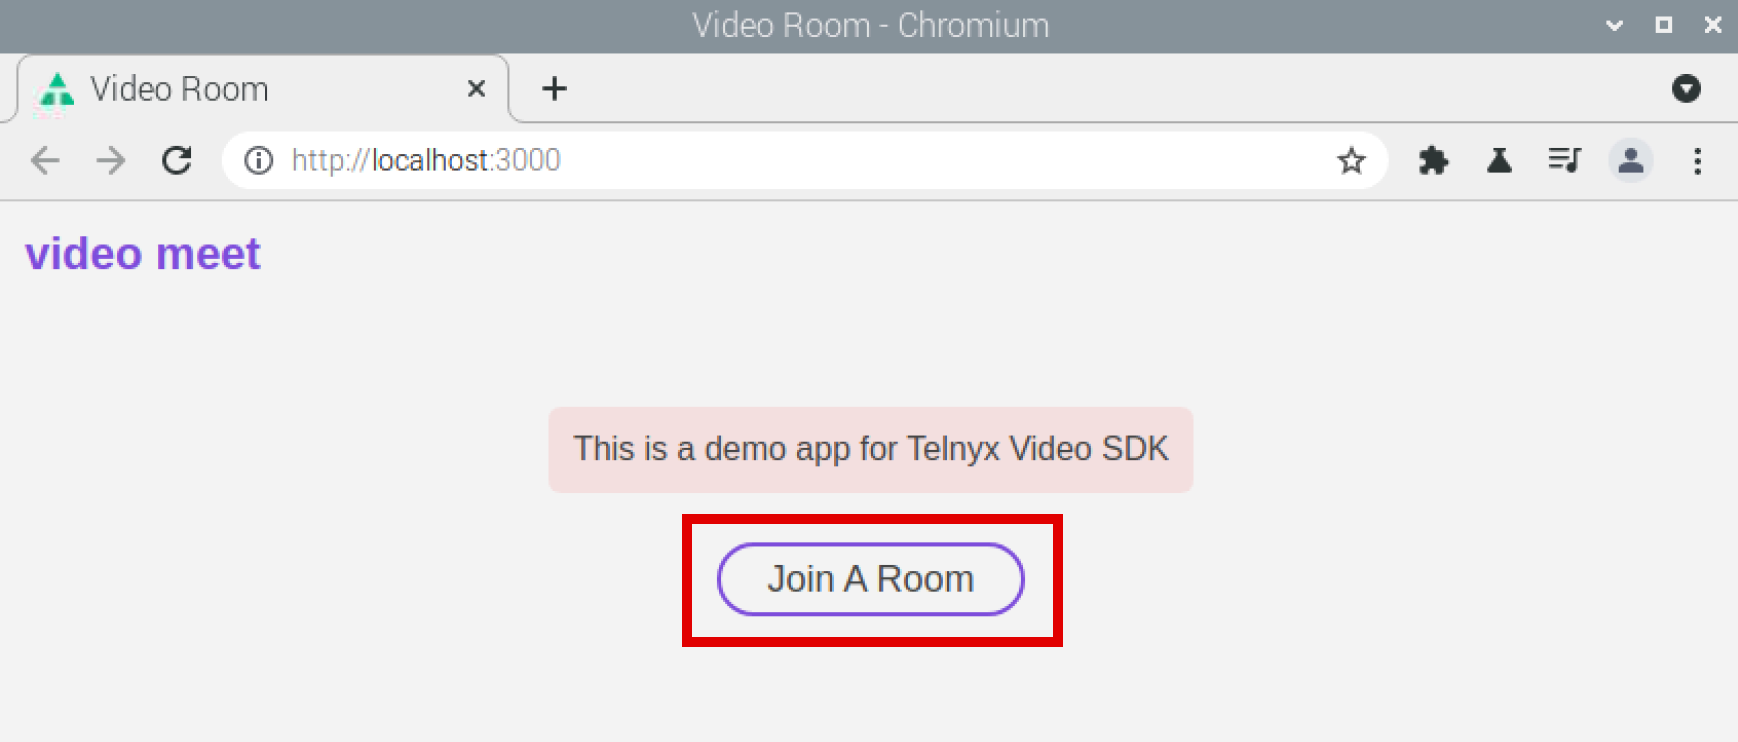 Video Room - Chromium
Video Room
http://localhost:3000
video meet
This is a demo app for Telnyx Video SDK
Join A Room